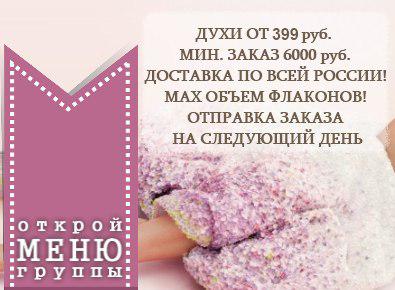 ДУХИ ОТ 399 руб.
МИН. ЗАКАЗ 6000 руб.
ДОСТАВКА ПО ВСЕЙ РОССИИ!
МАХ ОБЪЕМ ФЛАКОНОВ!
ОТПРАВКА ЗАКАЗА
НА СЛЕДУЮЩИЙ ДЕНЬ
открой
МЕНЮ
группы